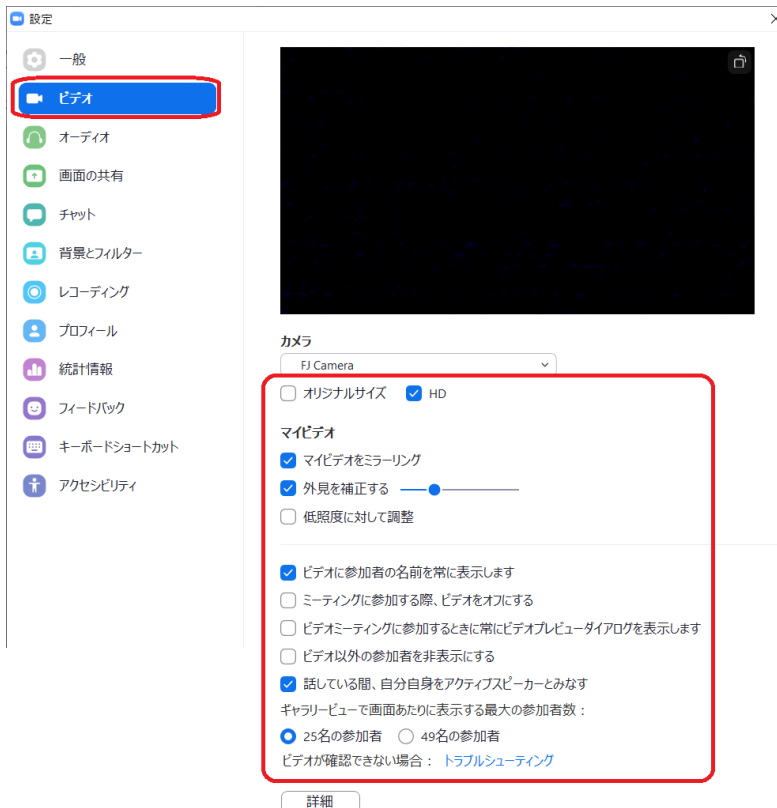 設定
一般
ビデオ
オーディオ
画面の共有
チャット
背景とフィルター
レコーディング
プロフィール
統計情報
フィードバック
キーボードショートカット
アクセシビリティ
カメラ
FJ Camera
オリジナルサイズ HD
マイビデオ
マイビデオをミラーリング
外見を補正する
低照度に対して調整
ビデオに参加者の名前を常に表示します
ミーティングに参加する際、ビデオをオフにする
ビデオミーティングに参加するときに常にビデオプレビューダイアログを表示します
ビデオ以外の参加者を非表示にする
話している間、自分自身をアクティブスピーカーとみなす
ギャラリービューで画面あたりに表示する最大の参加者数：
25名の参加者 49名の参加者
ビデオが確認できない場合： トラブルシューティング
詳細